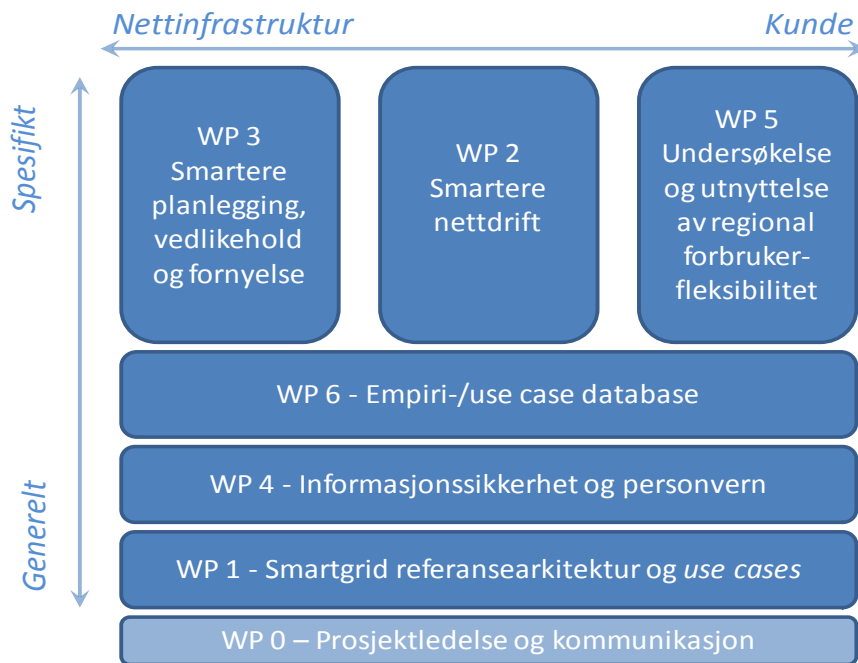 Nettinfrastruktur
Kunde
Spesifikt
Generelt
WP 3
Smartere
planlegging,
vedlikehold
og fornyelse
WP 2
Smartere
nettdrift
WP 5
Undersøkelse
og utnyttelse
av regional
forbruker-
fleksibilitet
WP 6 - Empiri-/use case database
WP 4 - Informasjonssikkerhet og personvern
WP 1 - Smartgrid referansearkitektur og use cases
WP 0 – Prosjektledelse og kommunikasjon